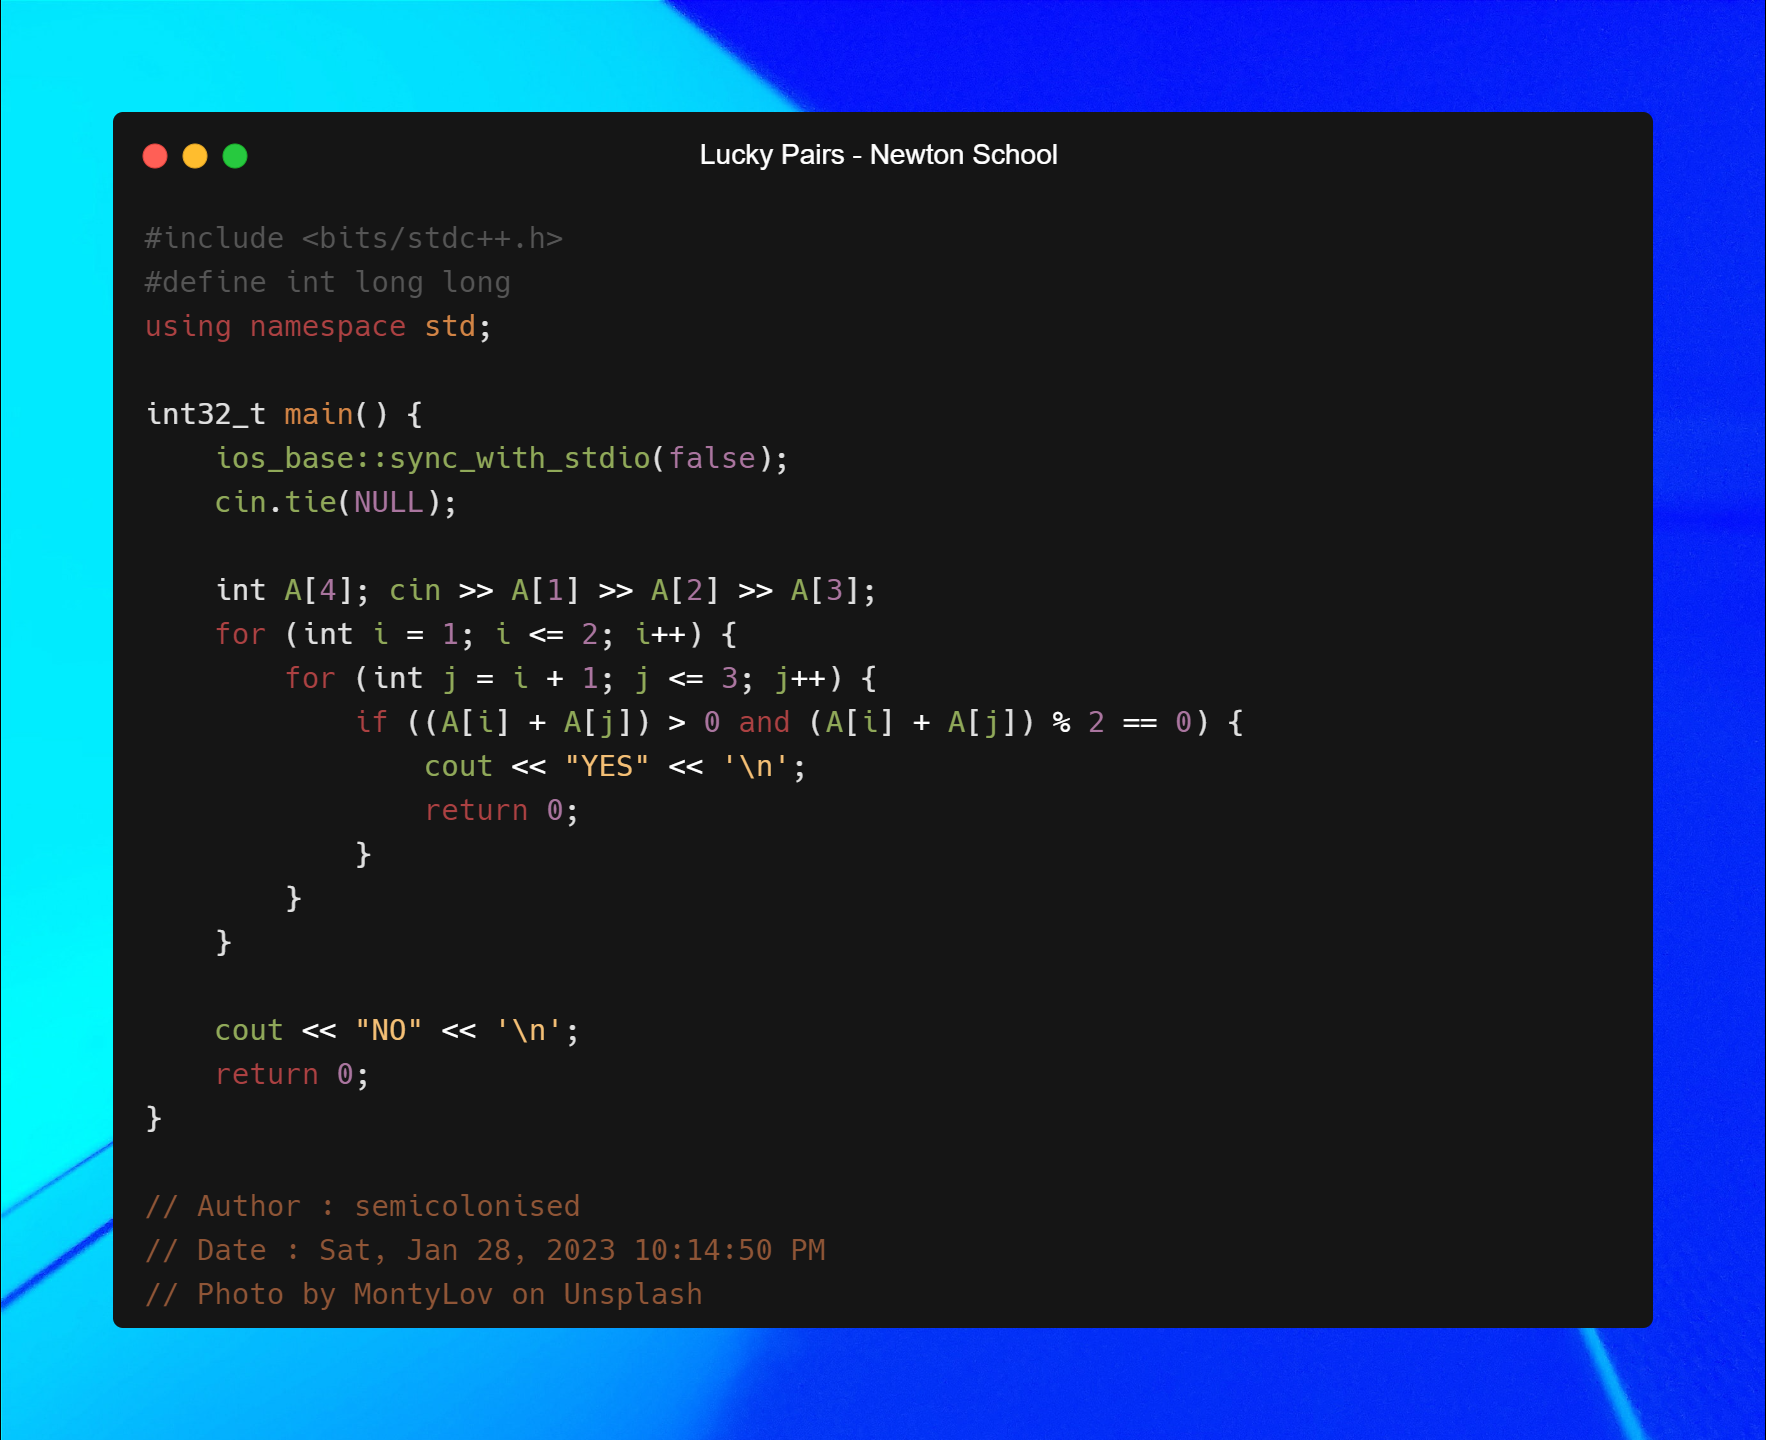 Lucky Pairs - Newton School
#include <bits/stdc++.h>
#define int long long
using namespace std;
int32_t main() {
    ios_base::sync_with_stdio(false);
    cin.tie(NULL);
    int A[4]; cin >> A[1] >> A[2] >> A[3];
    for (int i = 1; i <= 2; i++) {
        for (int j = i + 1; j <= 3; j++) {
            if ((A[i] + A[j]) > 0 and (A[i] + A[j]) % 2 == 0) {
                cout << "YES" << '\n';
                return 0;
            }
        }
    }
    cout << "NO" << '\n';
    return 0;
}
// Author : semicolonised
// Date : Sat, Jan 28, 2023 10:14:50 PM
// Photo by MontyLov on Unsplash